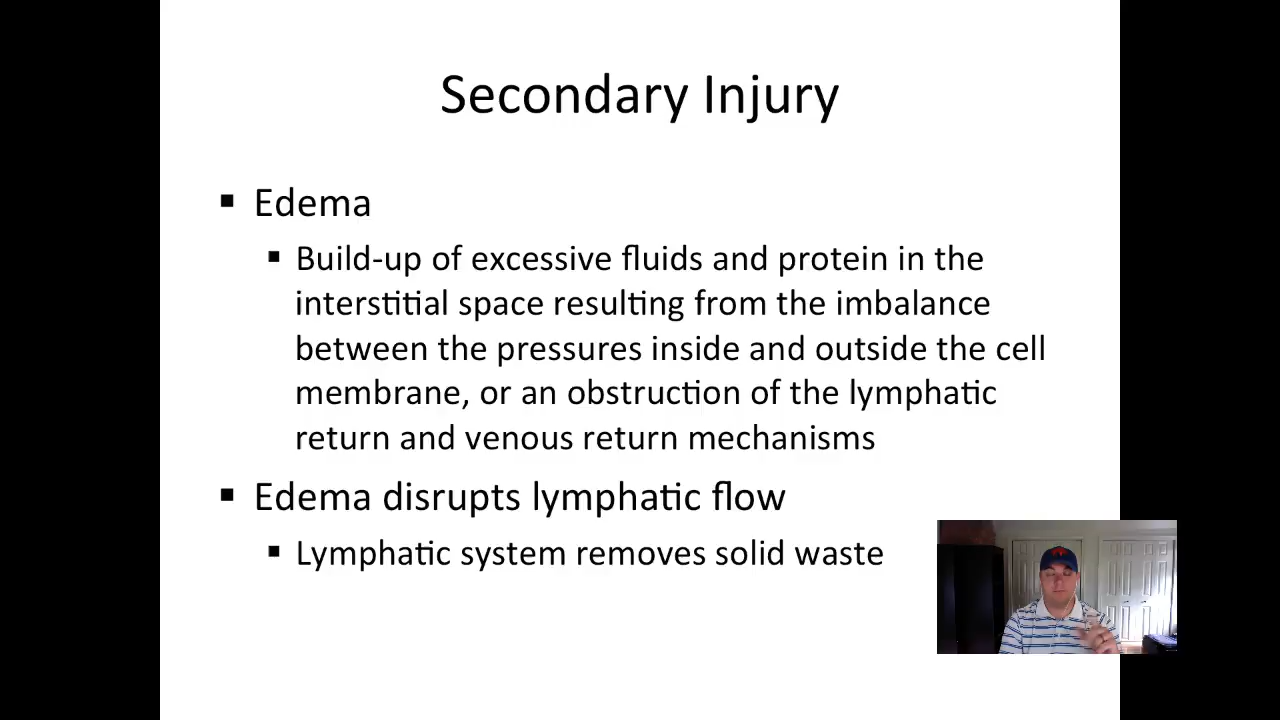 Secondary Injury
▪ Edema
▪ Build-up of excessive fluids and protein in the
interstitial space resulting from the imbalance
between the pressures inside and outside the cell
membrane, or an obstruction of the lymphatic
return and venous return mechanisms
▪ Edema disrupts lymphatic flow
▪ Lymphatic system removes solid waste